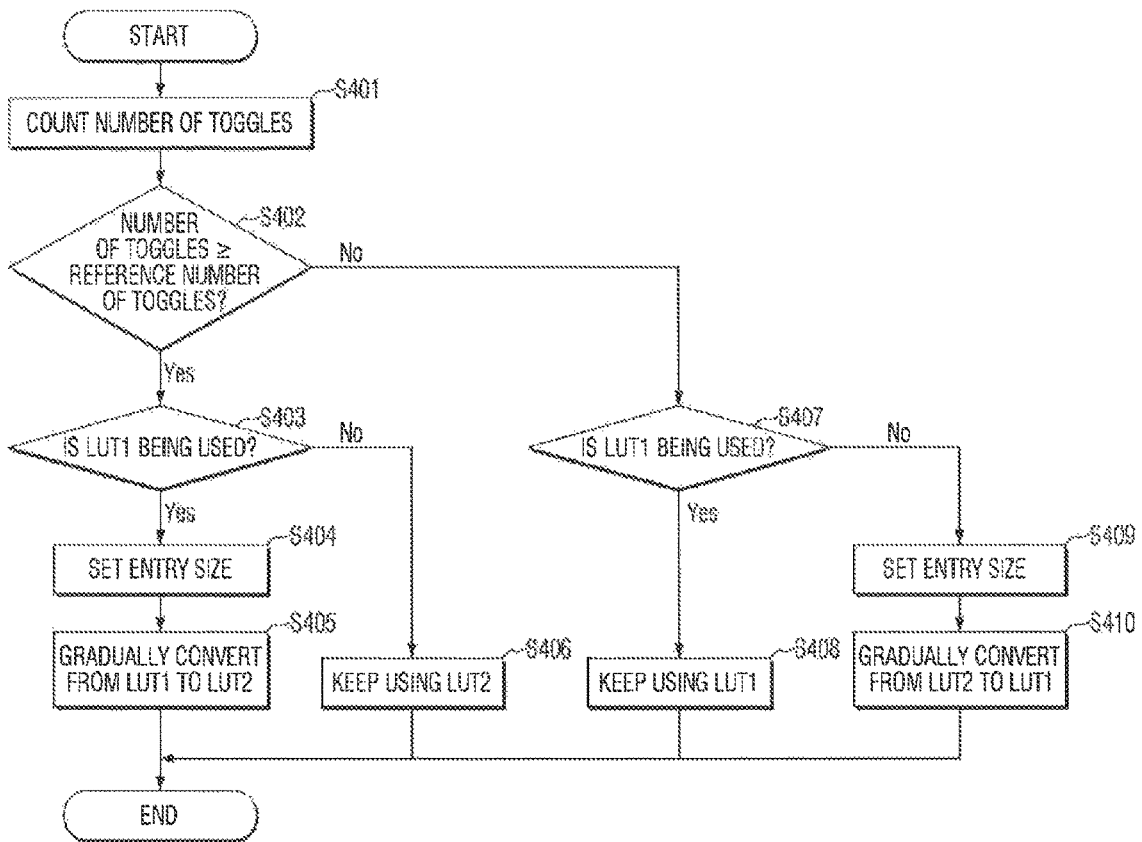 START
S401
COUNT NUMBER OF TOGGLES
S402
NUMBER
OF TOGGLES ≥
REFERENCE NUMBER
OF TOGGLES?
No
Yes
S403
IS LUT1 BEING USED?
No
Yes
S407
IS LUT1 BEING USED?
No
Yes
S404
SET ENTRY SIZE
S409
SET ENTRY SIZE
S405
GRADUALLY CONVERT
FROM LUT1 TO LUT2
S406
KEEP USING LUT2
S408
KEEP USING LUT1
S410
GRADUALLY CONVERT
FROM LUT2 TO LUT1
END